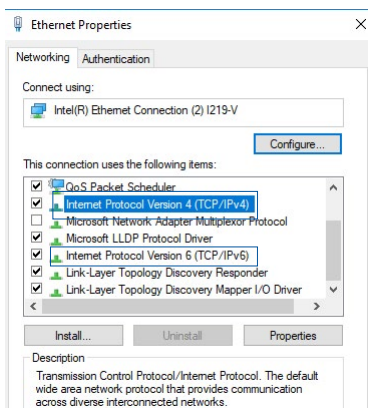 Ethernet Properties
Networking Authentication
Connect using:
Intel(R) Ethernet Connection (2) I219-V
Configure...
This connection uses the following items:
QoS Packet Scheduler
Internet Protocol Version 4 (TCP/IPv4)
Microsoft Network Adapter Multiplexor Protocol
Microsoft LLDP Protocol Driver
Internet Protocol Version 6 (TCP/IPv6)
Link-Layer Topology Discovery Responder
Link-Layer Topology Discovery Mapper I/O Driver
Install... Uninstall Properties
Description
Transmission Control Protocol/Internet Protocol. The default
wide area network protocol that provides communication
across diverse interconnected networks.